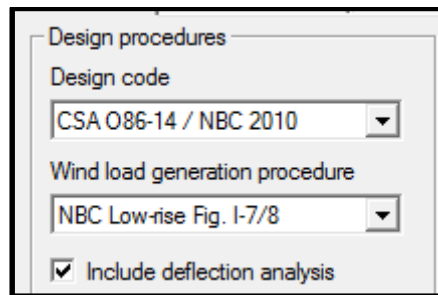 Design procedures
Design code
CSA O86-14 / NBC 2010
Wind load generation procedure
NBC Low-rise Fig. I-7/8
Include deflection analysis